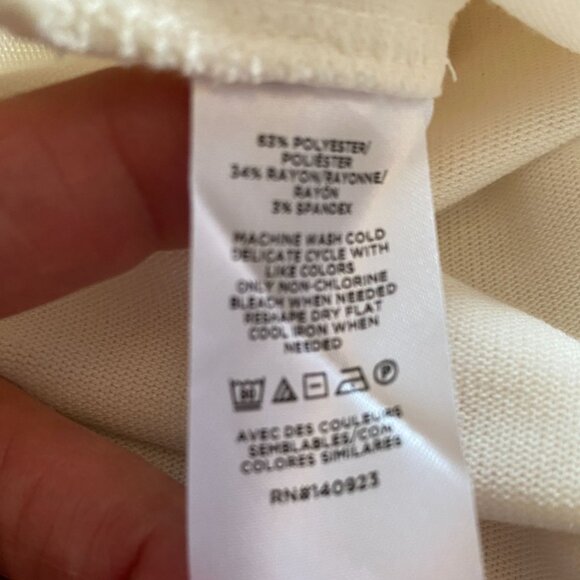 63% POLYESTER/
POLIÉSTER
34% RAYON/RAYONNE/
RAYÓN
3% SPANDEX
MACHINE WASH COLD
DELICATE CYCLE WITH
LIKE COLORS
ONLY NON-CHLORINE
BLEACH WHEN NEEDED
RESHAPE DRY FLAT
COOL IRON WHEN
NEEDED
P
AVEC DES COULEURS
SEMBLABLES/CON
COLORES SIMILARES
RN#140923